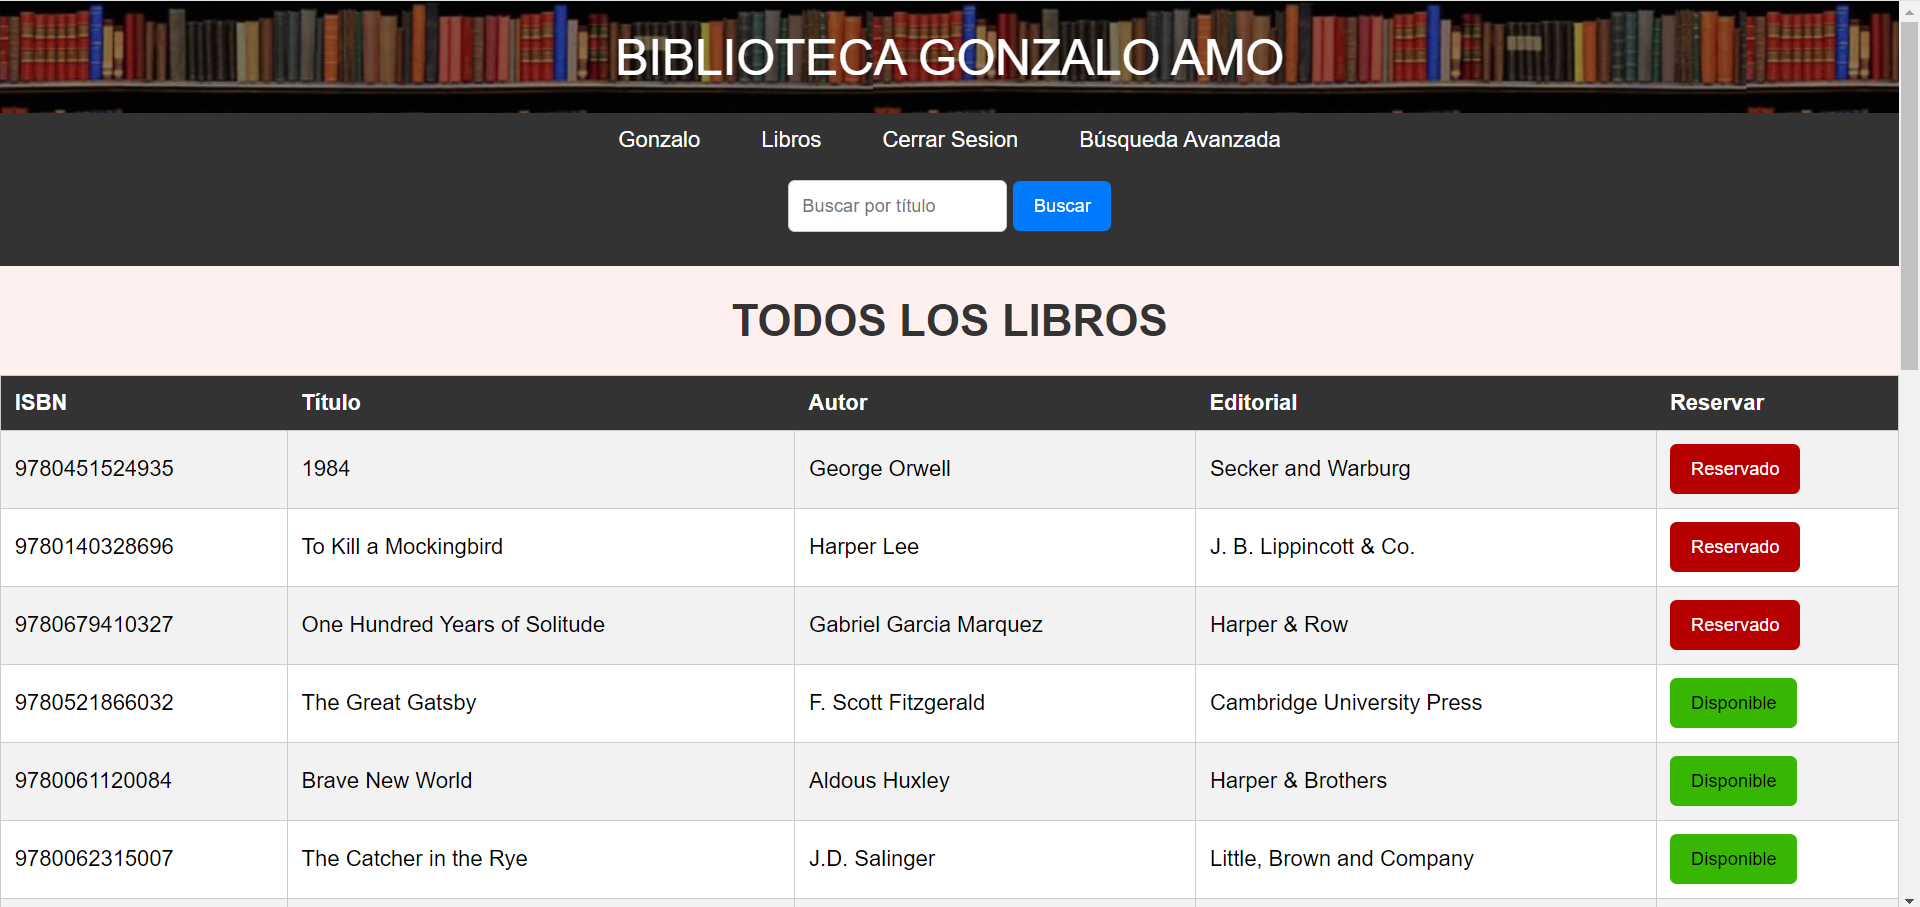 BIBLIOTECA GONZALO AMO
Gonzalo Libros Cerrar Sesion Búsqueda Avanzada
Buscar por título Buscar
TODOS LOS LIBROS
ISBN Título Autor Editorial Reservar
9780451524935 1984 George Orwell Secker and Warburg Reservado
9780140328696 To Kill a Mockingbird Harper Lee J. B. Lippincott & Co. Reservado
9780679410327 One Hundred Years of Solitude Gabriel Garcia Marquez Harper & Row Reservado
9780521866032 The Great Gatsby F. Scott Fitzgerald Cambridge University Press Disponible
9780061120084 Brave New World Aldous Huxley Harper & Brothers Disponible
9780062315007 The Catcher in the Rye J.D. Salinger Little, Brown and Company Disponible